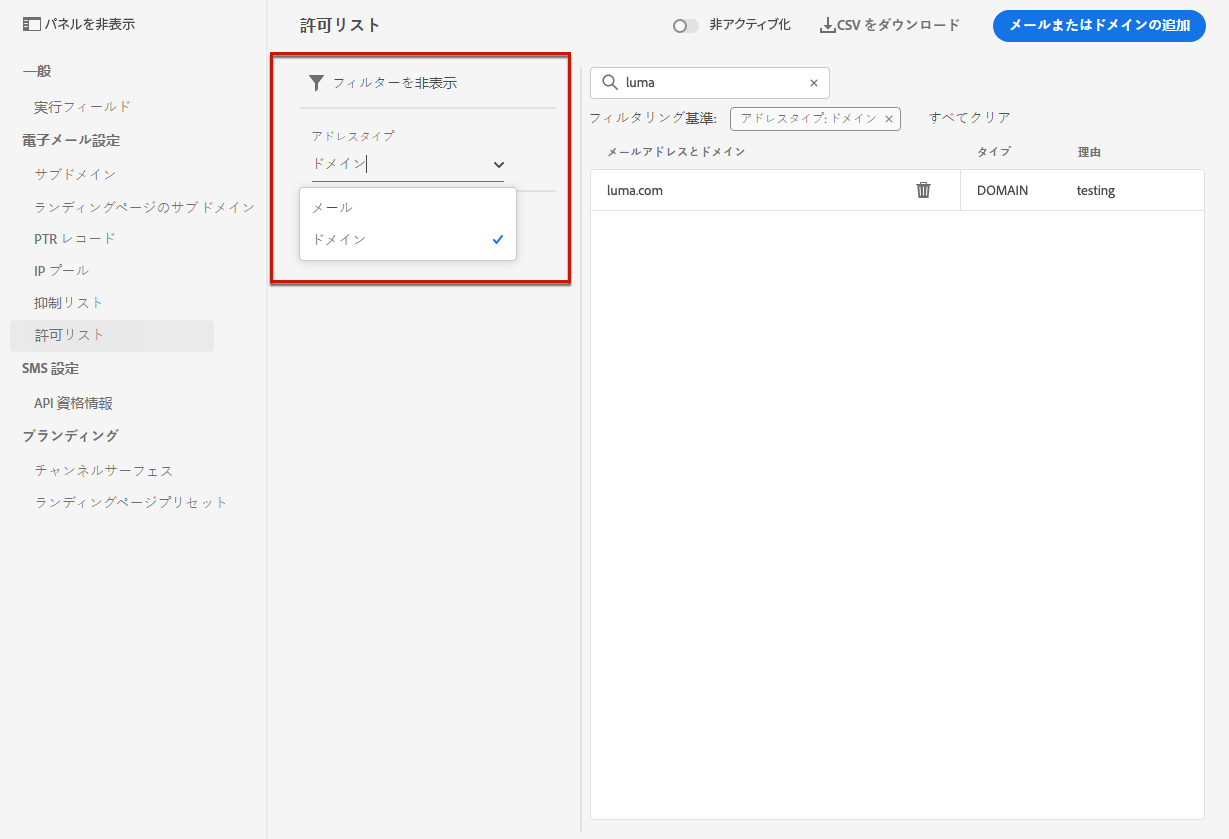 パネルを非表示
一般
実行フィールド
電子メール設定
サブドメイン
ランディングページのサブドメイン
PTR レコード
IP プール
抑制リスト
許可リスト
SMS 設定
API 資格情報
ブランディング
チャンネルサーフェス
ランディングページプリセット
許可リスト
非アクティブ化
CSV をダウンロード
メールまたはドメインの追加
フィルターを非表示
アドレスタイプ
ドメイン
メール
ドメイン
luma
フィルタリング基準: アドレスタイプ: ドメイン すべてクリア
メールアドレスとドメイン タイプ 理由
luma.com DOMAIN testing